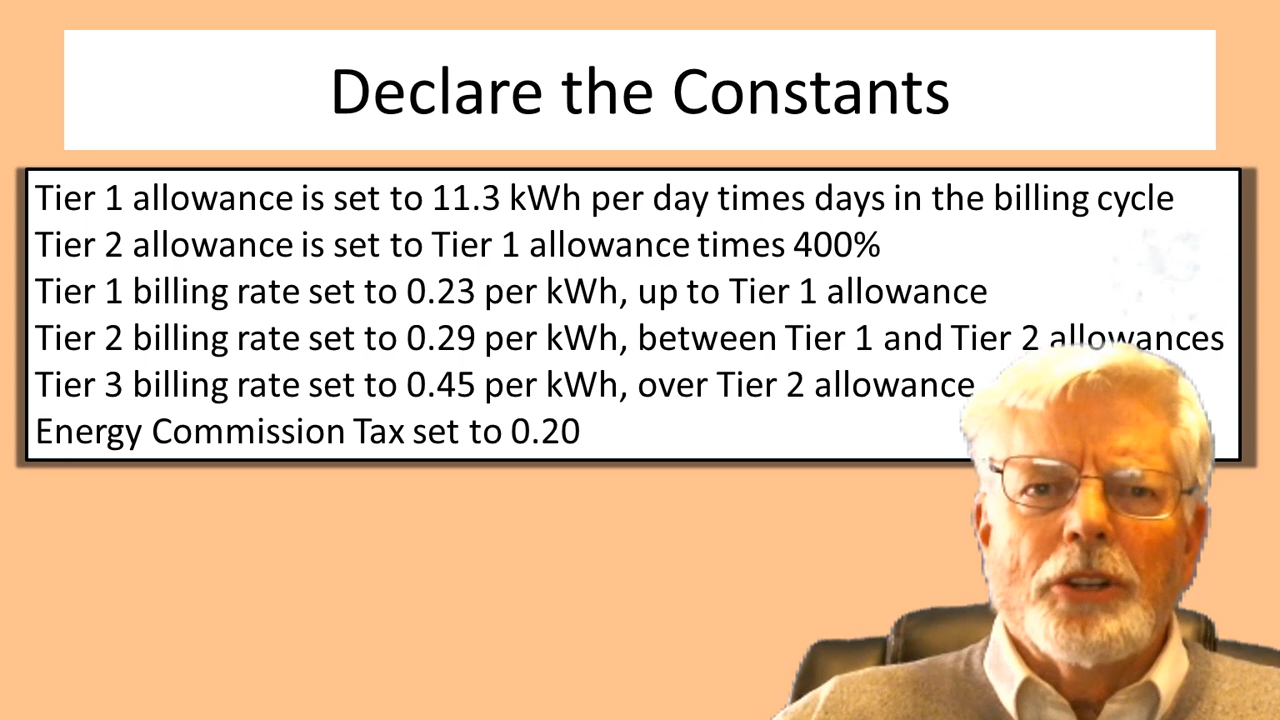 Declare the Constants
Tier 1 allowance is set to 11.3 kWh per day times days in the billing cycle
Tier 2 allowance is set to Tier 1 allowance times 400%
Tier 1 billing rate set to 0.23 per kWh, up to Tier 1 allowance
Tier 2 billing rate set to 0.29 per kWh, between Tier 1 and Tier 2 allowances
Tier 3 billing rate set to 0.45 per kWh, over Tier 2 allowance
Energy Commission Tax set to 0.20